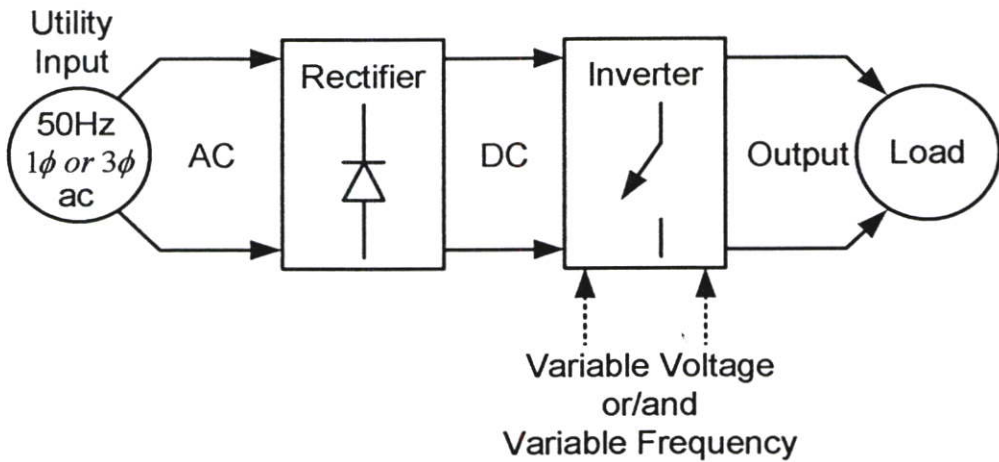 Utility
Input
50Hz
1ϕ or 3ϕ
ac
AC
Rectifier
DC
Inverter
Output
Load
Variable Voltage
or/and
Variable Frequency